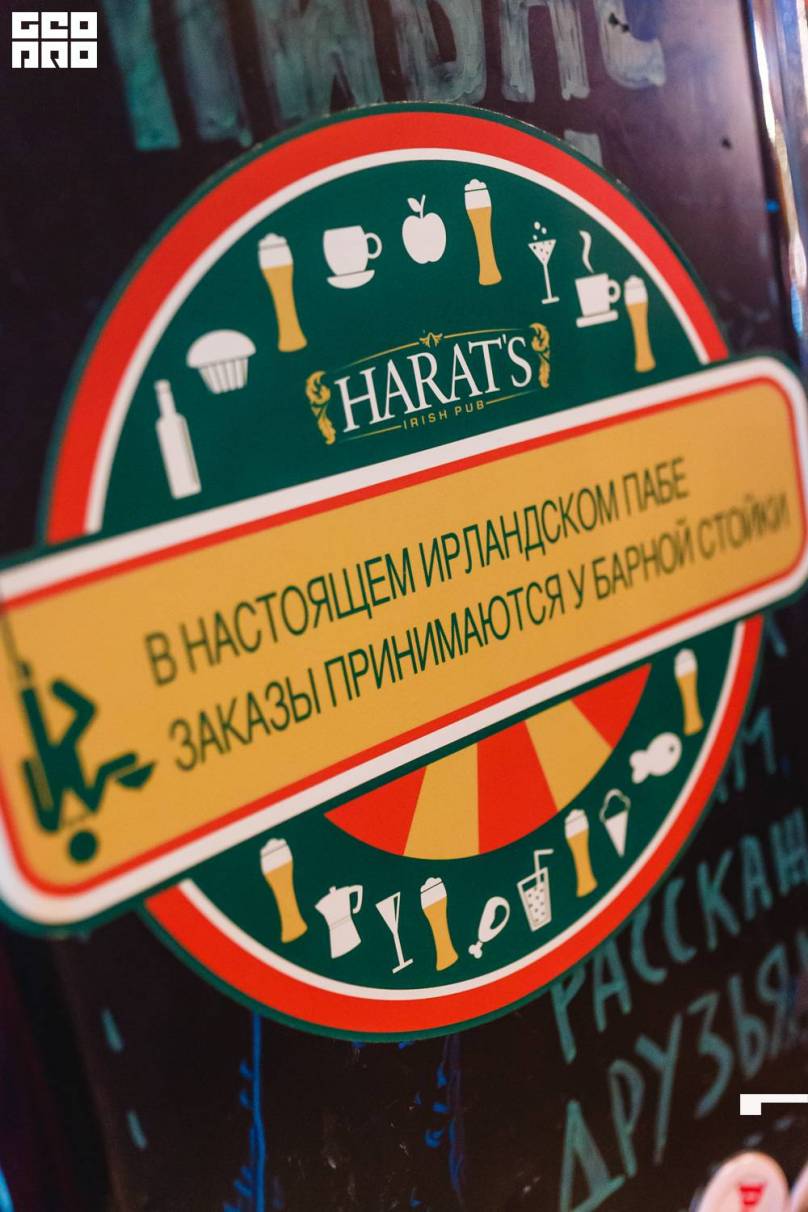 GEO
PRO
HARAT'S
IRISH PUB
В НАСТОЯЩЕМ ИРЛАНДСКОМ ПАБЕ
ЗАКАЗЫ ПРИНИМАЮТСЯ У БАРНОЙ СТОЙКИ
РАССКАЖ
ДРУЗЬЯ